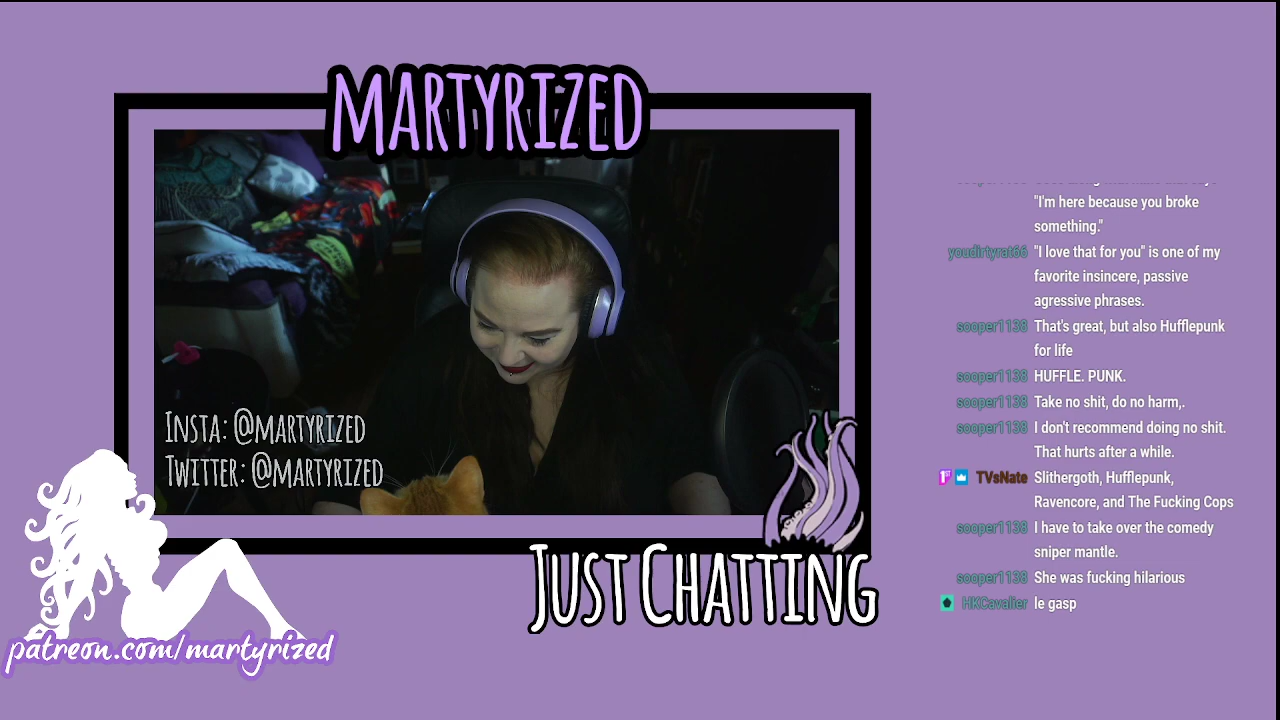 MARTYRIZED
INSTA: @MARTYRIZED
TWITTER: @MARTYRIZED
JUST CHATTING
patreon.com/martyrized
"I'm here because you broke
something."
youdirtyrat66 "I love that for you" is one of my
favorite insincere, passive
agressive phrases.
sooper1138 That's great, but also Hufflepunk
for life
sooper1138 HUFFLE. PUNK.
sooper1138 Take no shit, do no harm,.
sooper1138 I don't recommend doing no shit.
That hurts after a while.
TVsNate Slithergoth, Hufflepunk,
Ravencore, and The Fucking Cops
sooper1138 I have to take over the comedy
sniper mantle.
sooper1138 She was fucking hilarious
HKCavalier le gasp